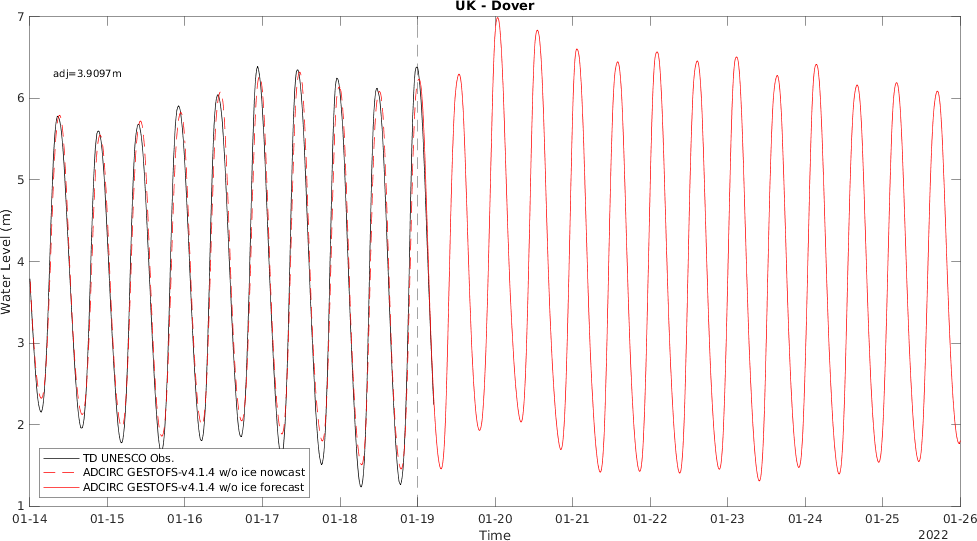 UK - Dover
adj=3.9097m
Water Level (m)
7
6
5
4
3
2
1
TD UNESCO Obs.
ADCIRC GESTOFS-v4.1.4 w/o ice nowcast
ADCIRC GESTOFS-v4.1.4 w/o ice forecast
01-14 01-15 01-16 01-17 01-18 01-19 01-20 01-21 01-22 01-23 01-24 01-25 01-26
Time
2022